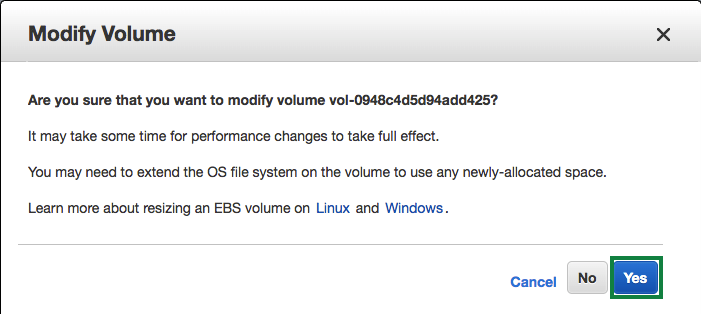 Modify Volume
Are you sure that you want to modify volume vol-0948c4d5d94add425?
It may take some time for performance changes to take full effect.
You may need to extend the OS file system on the volume to use any newly-allocated space.
Learn more about resizing an EBS volume on Linux and Windows.
Cancel No Yes